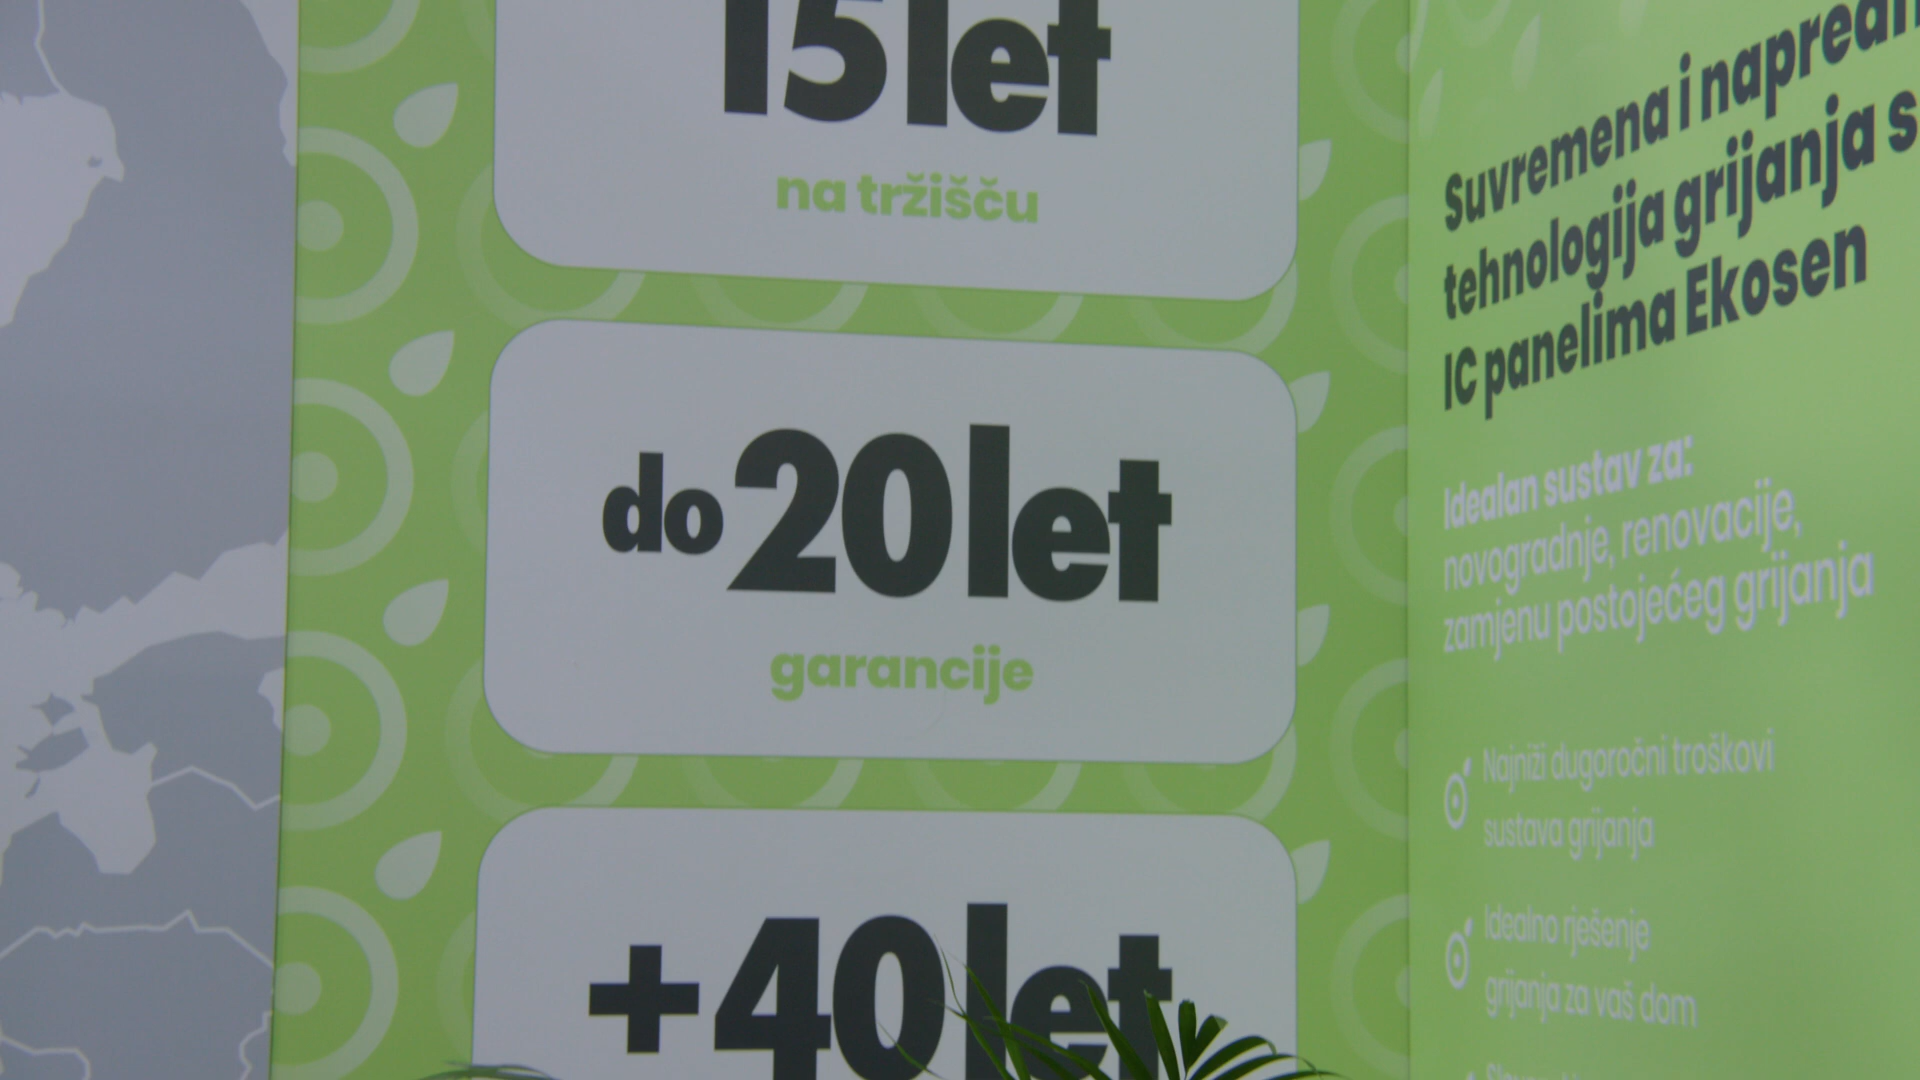 15 let
na tržišču
do 20 let
garancije
+40 let
Suvremena i
tehnologija grijanja s
IC panelima Ekosen
Idealan sustav za:
novogradnje, renovacije,
zamjenu postojećeg grijanja
Najniži dugoročni troškovi
sustava grijanja
Idealno rješenje
grijanja za vaš dom